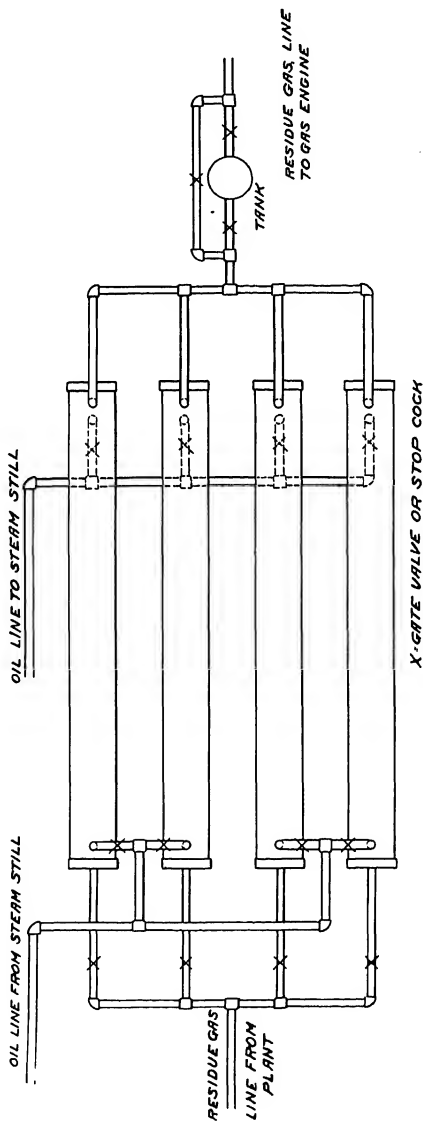 OIL LINE FROM STEAM STILL
OIL LINE TO STEAM STILL
RESIDUE GAS
LINE FROM
PLANT
TANK
RESIDUE GAS, LINE
TO GAS ENGINE
X-GATE VALVE OR STOP COCK